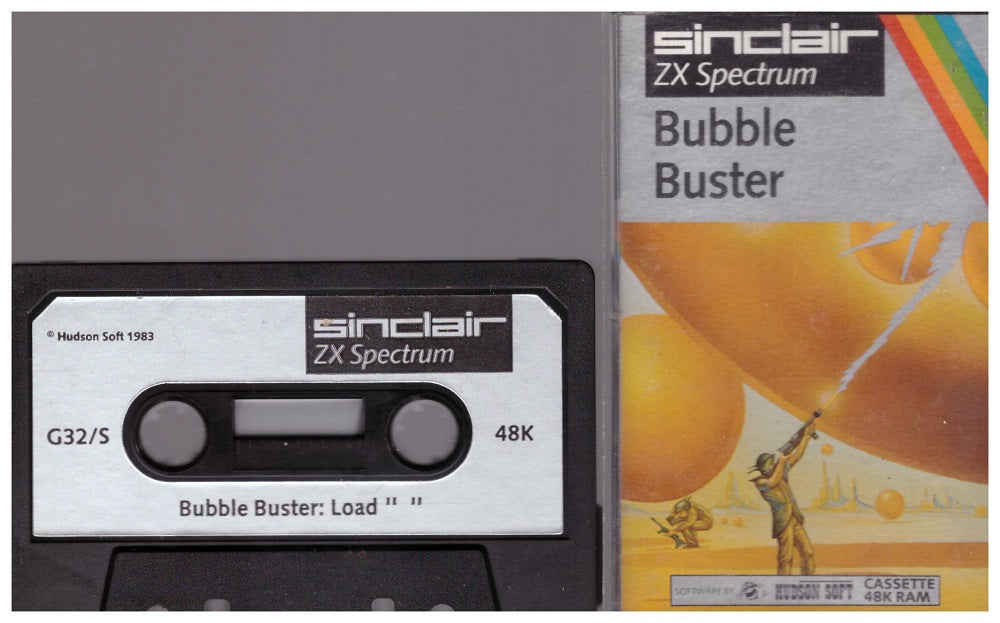 © Hudson Soft 1983
sinclair
ZX Spectrum
G32/S
48K
Bubble Buster: Load " "
sinclair
ZX Spectrum
Bubble
Buster
SOFTWARE BY HUDSON SOFT
CASSETTE
48K RAM